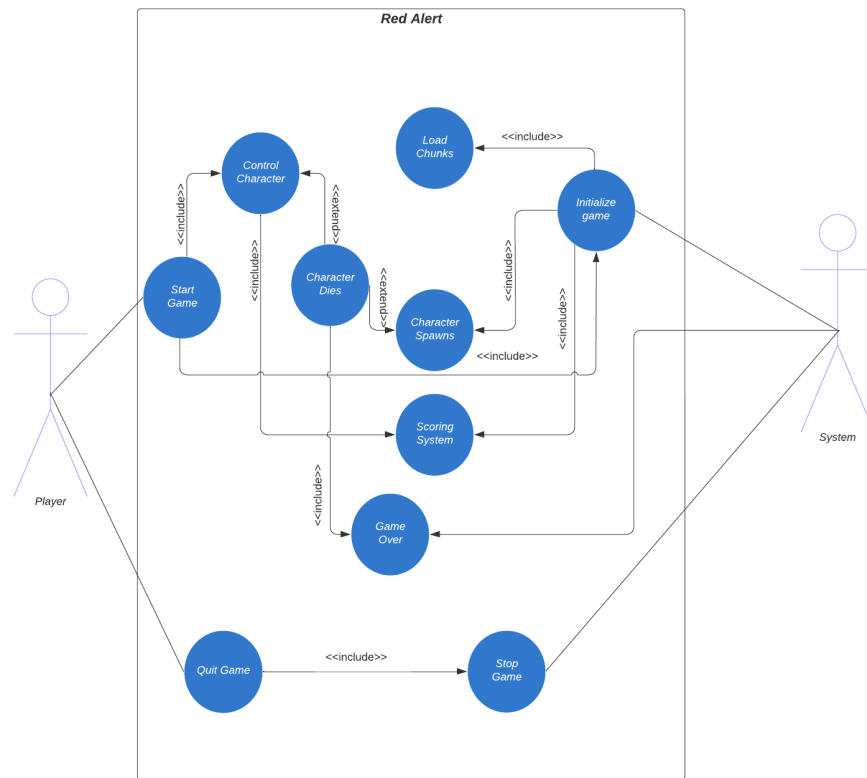 Red Alert
<<include>>
Load
Chunks
Control
Character
<<include>>
<<extend>>
Initialize
game
<<include>>
<<include>>
Start
Game
Character
Dies
<<extend>>
Character
Spawns
<<include>>
<<include>>
Scoring
System
Player
System
<<include>>
Game
Over
Quit Game
<<include>>
Stop
Game